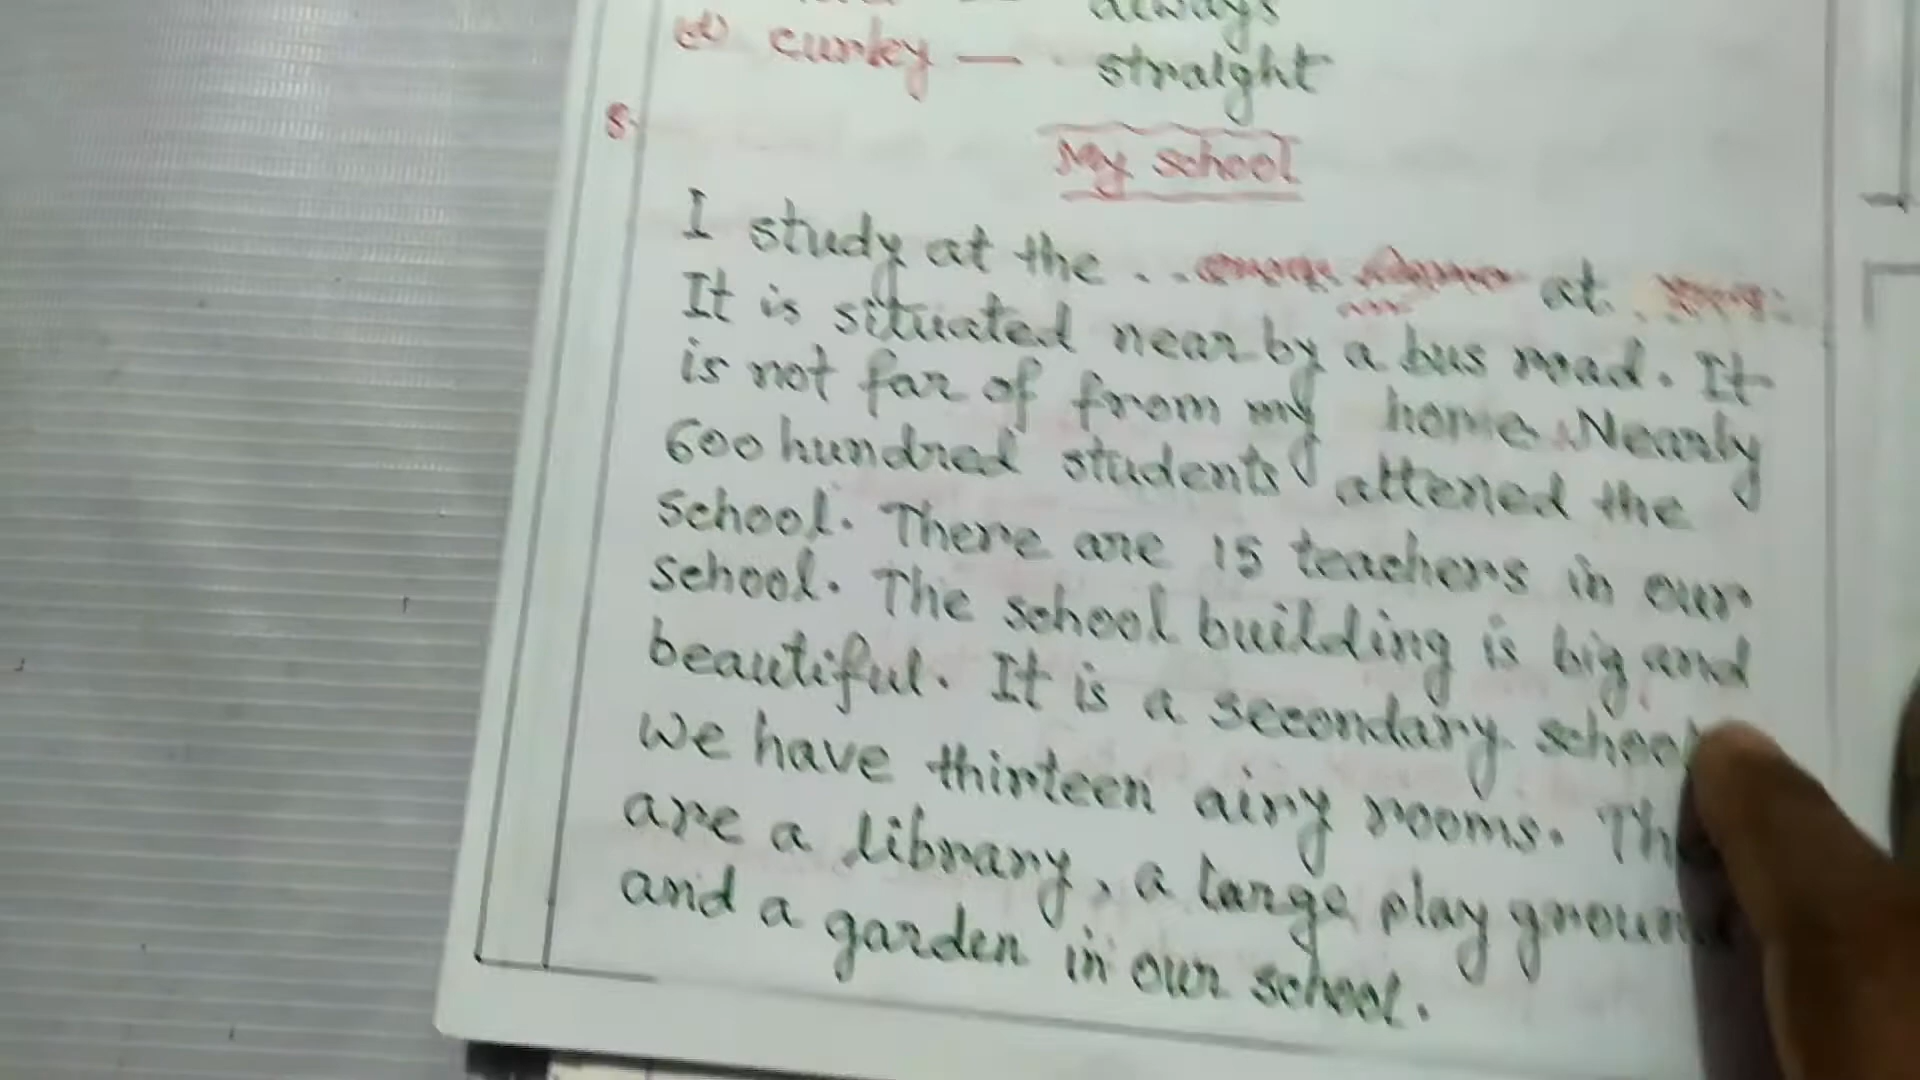 always
d) curley — straight
8.
My school
I study at the .. at
It is situated near by a bus road. It
is not far of from my home. Nearly
600 hundred students attened the
school. There are 15 teachers in our
school. The school building is big and
beautiful. It is a secondary school
We have thirteen airy rooms. Th
are a library, a large play groun
and a garden in our school.